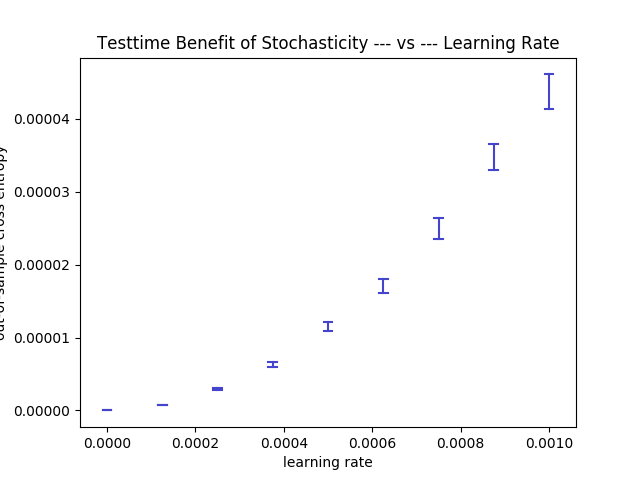 Testtime Benefit of Stochasticity --- vs --- Learning Rate
out of sample cross entropy
0.00004
0.00003
0.00002
0.00001
0.00000
0.0000 0.0002 0.0004 0.0006 0.0008 0.0010
learning rate